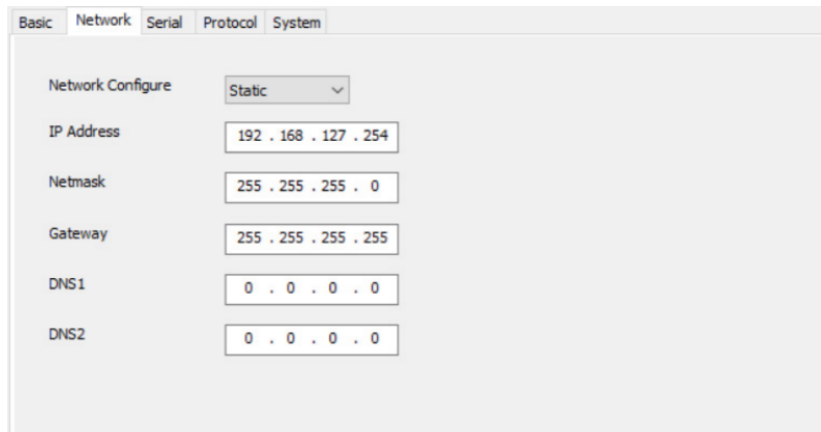 Basic Network Serial Protocol System
Network Configure Static
IP Address 192 . 168 . 127 . 254
Netmask 255 . 255 . 255 . 0
Gateway 255 . 255 . 255 . 255
DNS1 0 . 0 . 0 . 0
DNS2 0 . 0 . 0 . 0